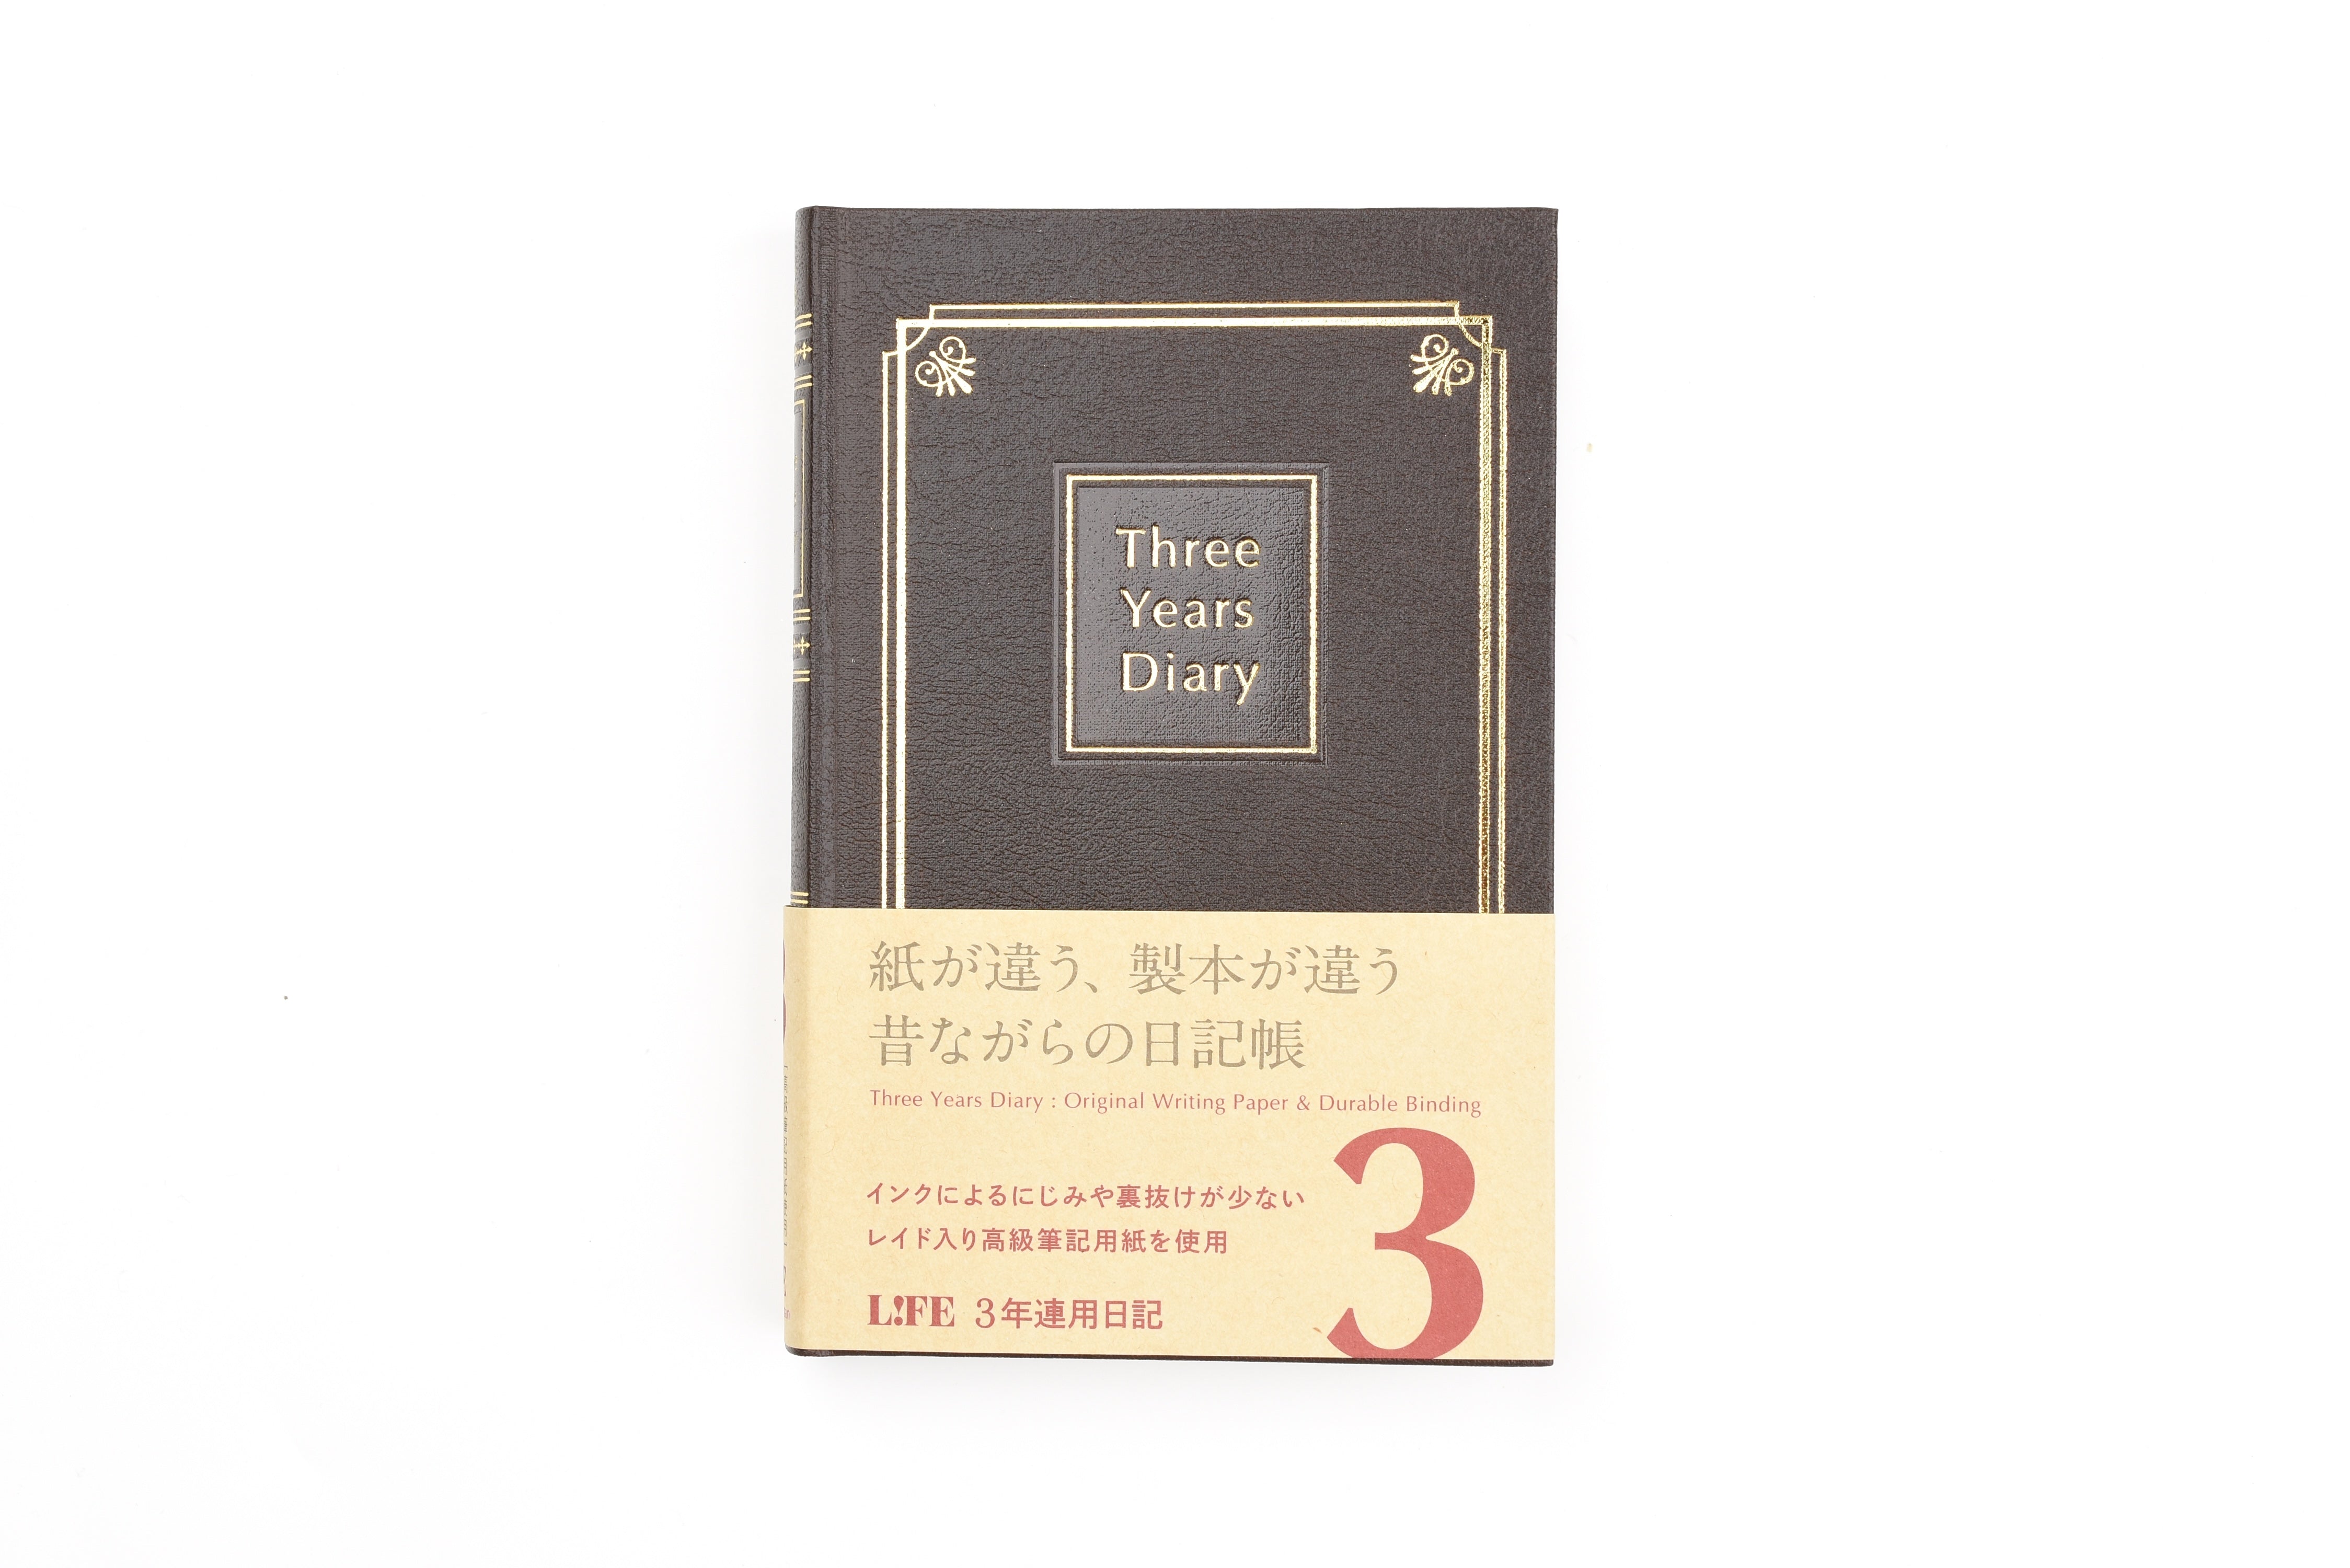 Three
Years
Diary
紙が違う、製本が違う
昔ながらの日記帳
Three Years Diary : Original Writing Paper & Durable Binding
インクによるにじみや裏抜けが少ない
レイド入り高級筆記用紙を使用
L!FE 3年連用日記
3